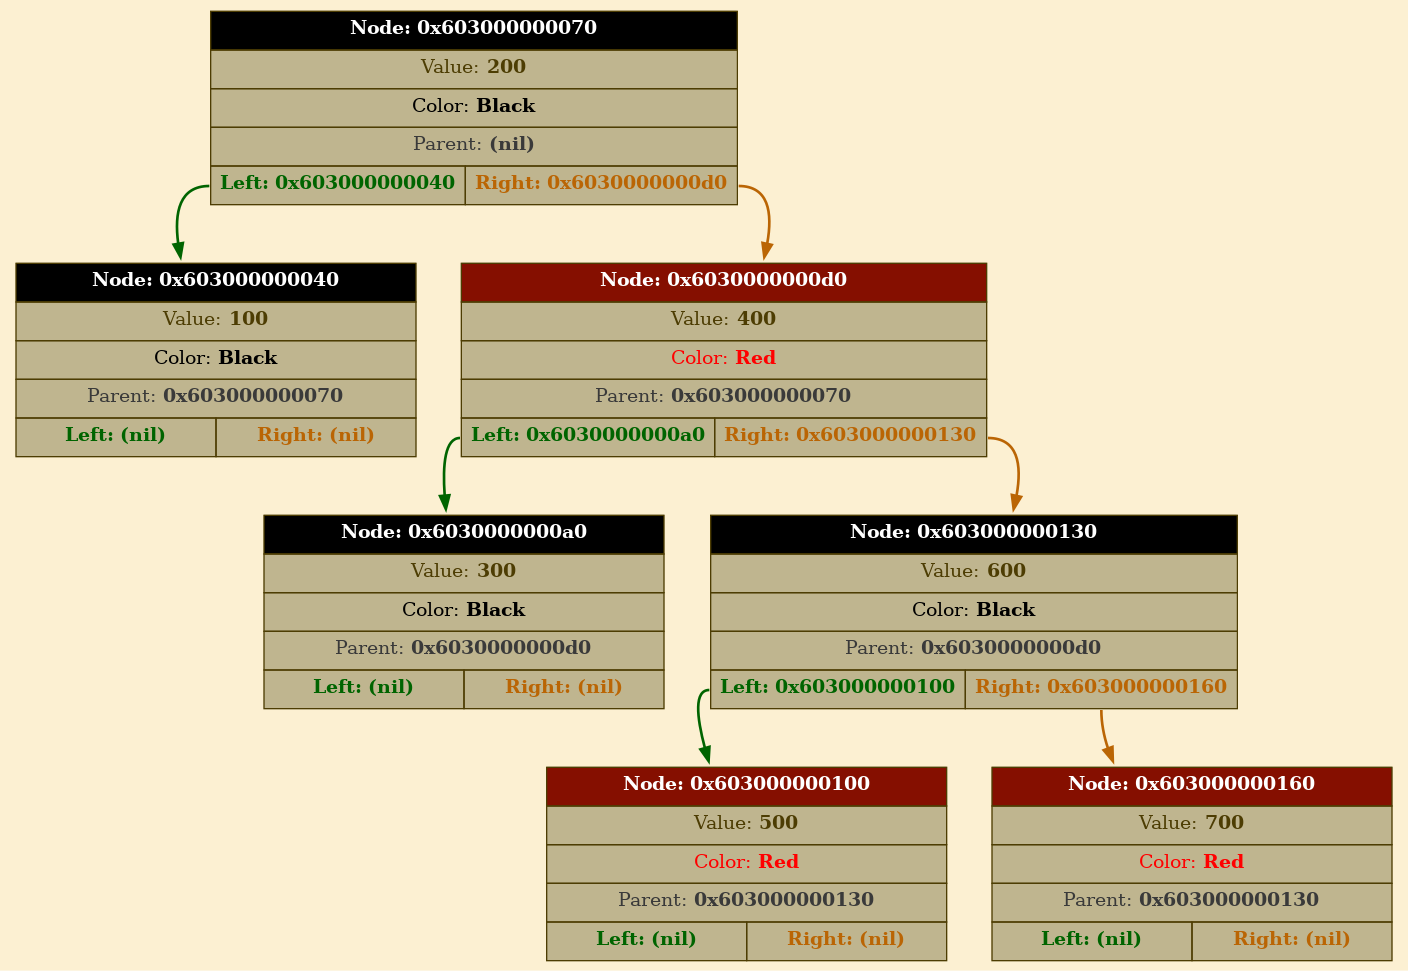 Node: 0x603000000070
Value: 200
Color: Black
Parent: (nil)
Left: 0x603000000040 Right: 0x6030000000d0
Node: 0x603000000040
Value: 100
Color: Black
Parent: 0x603000000070
Left: (nil) Right: (nil)
Node: 0x6030000000d0
Value: 400
Color: Red
Parent: 0x603000000070
Left: 0x6030000000a0 Right: 0x603000000130
Node: 0x6030000000a0
Value: 300
Color: Black
Parent: 0x6030000000d0
Left: (nil) Right: (nil)
Node: 0x603000000130
Value: 600
Color: Black
Parent: 0x6030000000d0
Left: 0x603000000100 Right: 0x603000000160
Node: 0x603000000100
Value: 500
Color: Red
Parent: 0x603000000130
Left: (nil) Right: (nil)
Node: 0x603000000160
Value: 700
Color: Red
Parent: 0x603000000130
Left: (nil) Right: (nil)